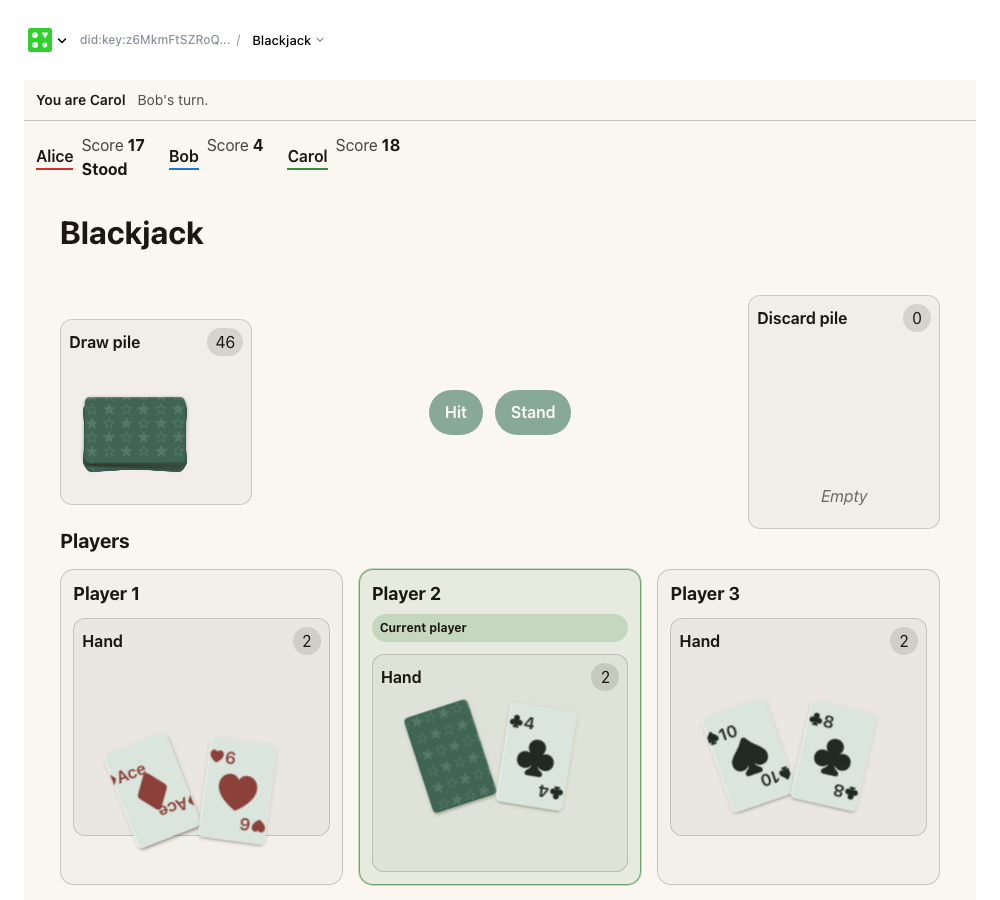 did:key:z6MkmFtSZRoQ... / Blackjack
You are Carol Bob's turn.
Alice Score 17 Stood
Bob Score 4
Carol Score 18
Blackjack
Draw pile 46
Hit Stand
Discard pile 0
Empty
Players
Player 1
Hand 2
Ace
Ace
6
6
Player 2
Current player
Hand 2
4
4
Player 3
Hand 2
10
10
8
8